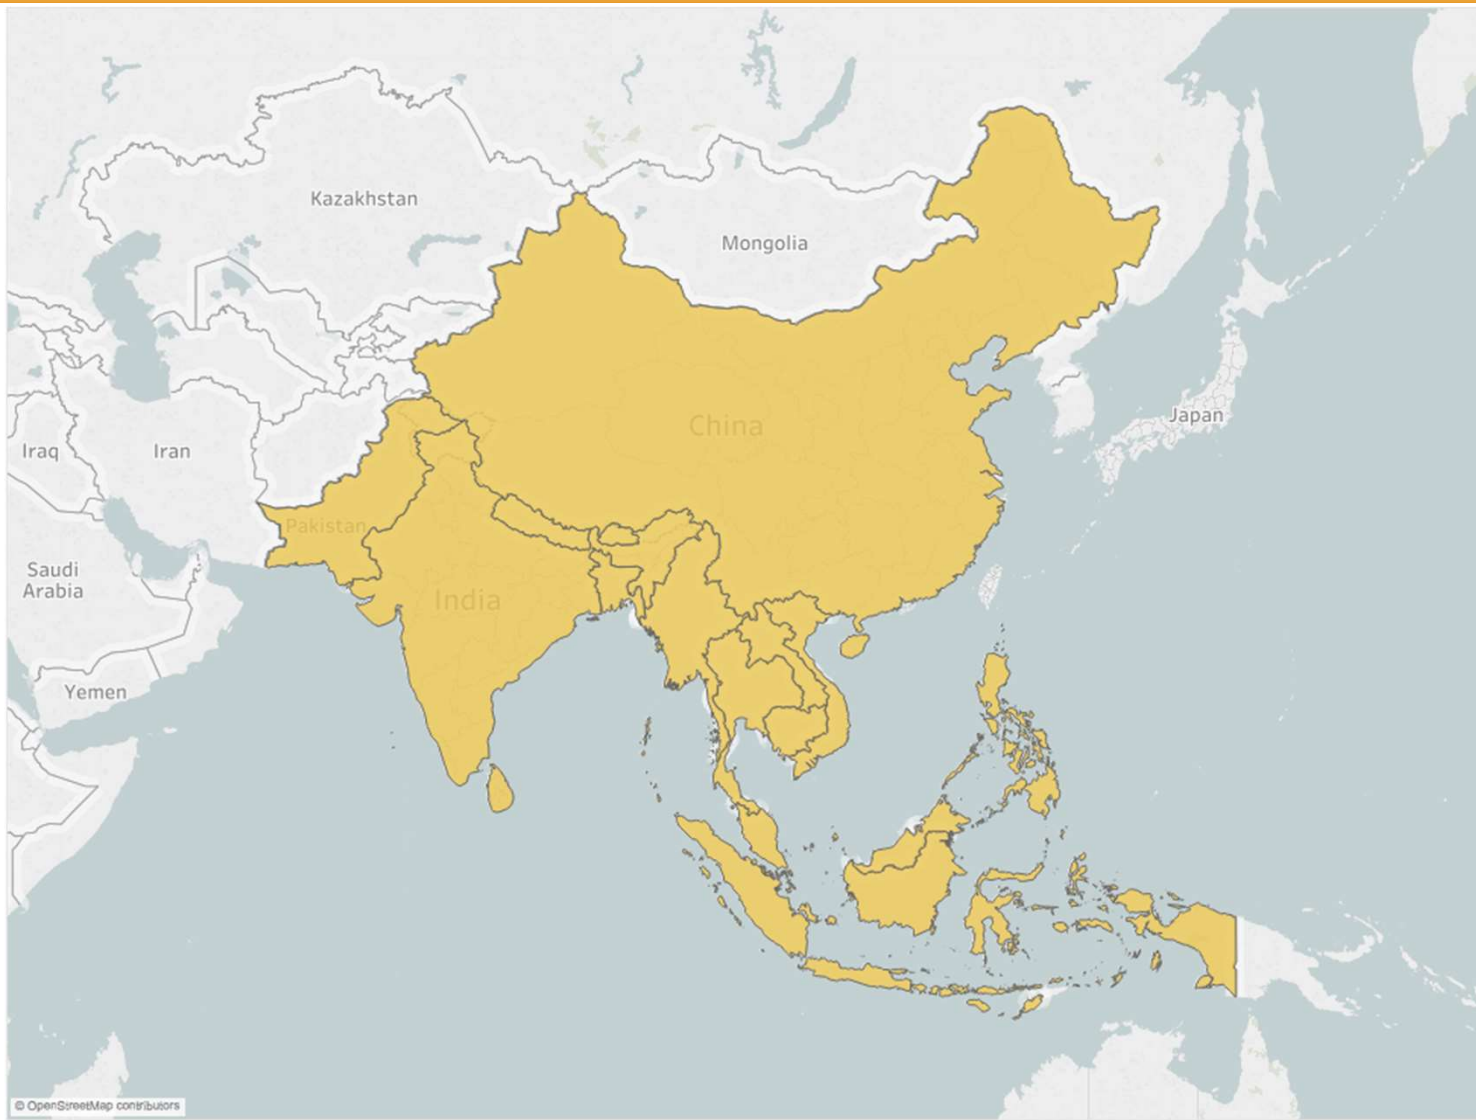 Kazakhstan
Mongolia
China
Japan
Iraq
Iran
Pakistan
Saudi
Arabia
India
Yemen
© OpenStreetMap contributors